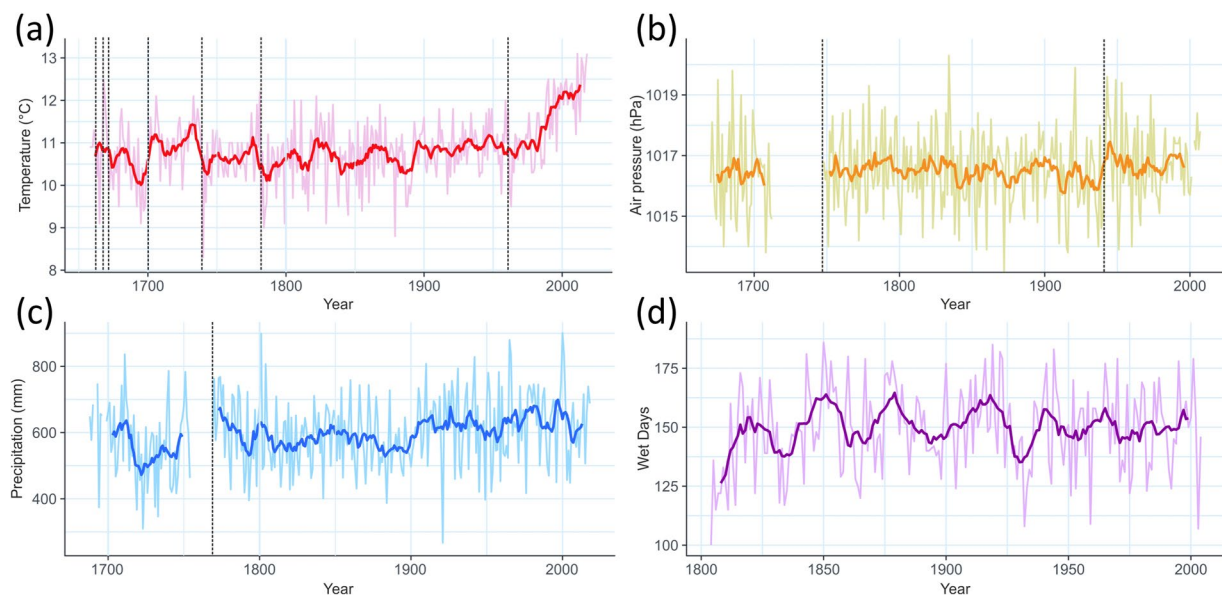 (a)
Temperature (°C)
13
12
11
10
9
8
1700
1800
1900
2000
Year
(b)
Air pressure (hPa)
1019
1017
1015
1700
1800
1900
2000
Year
(c)
Precipitation (mm)
800
600
400
1700
1800
1900
2000
Year
(d)
Wet Days
175
150
125
100
1800
1850
1900
1950
2000
Year